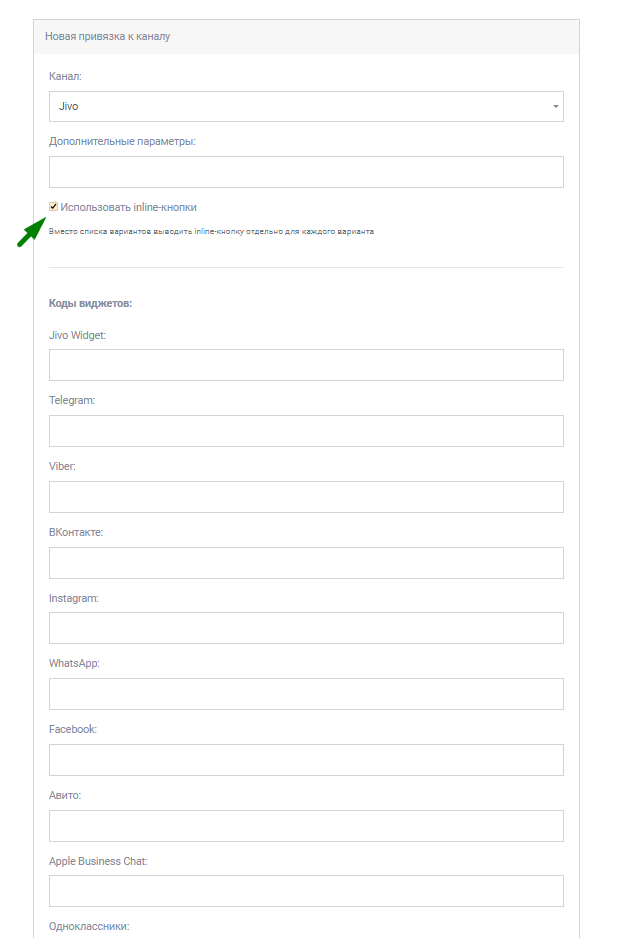 Новая привязка к каналу
Канал:
Jivo
Дополнительные параметры:
Использовать inline-кнопки
Вместо списка вариантов выводить inline-кнопку отдельно для каждого варианта
Коды виджетов:
Jivo Widget:
Telegram:
Viber:
ВКонтакте:
Instagram:
WhatsApp:
Facebook:
Авито:
Apple Business Chat:
Одноклассники: